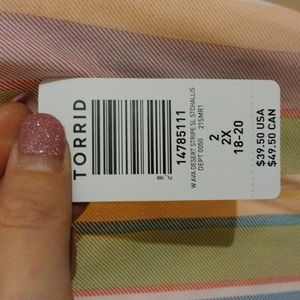 TORRID
14785111
W.AVA DESERT STRIPE SL STCHALLIS
DEPT 0050 21SMR1
2
2X
18-20
$39.50 USA
$49.50 CAN